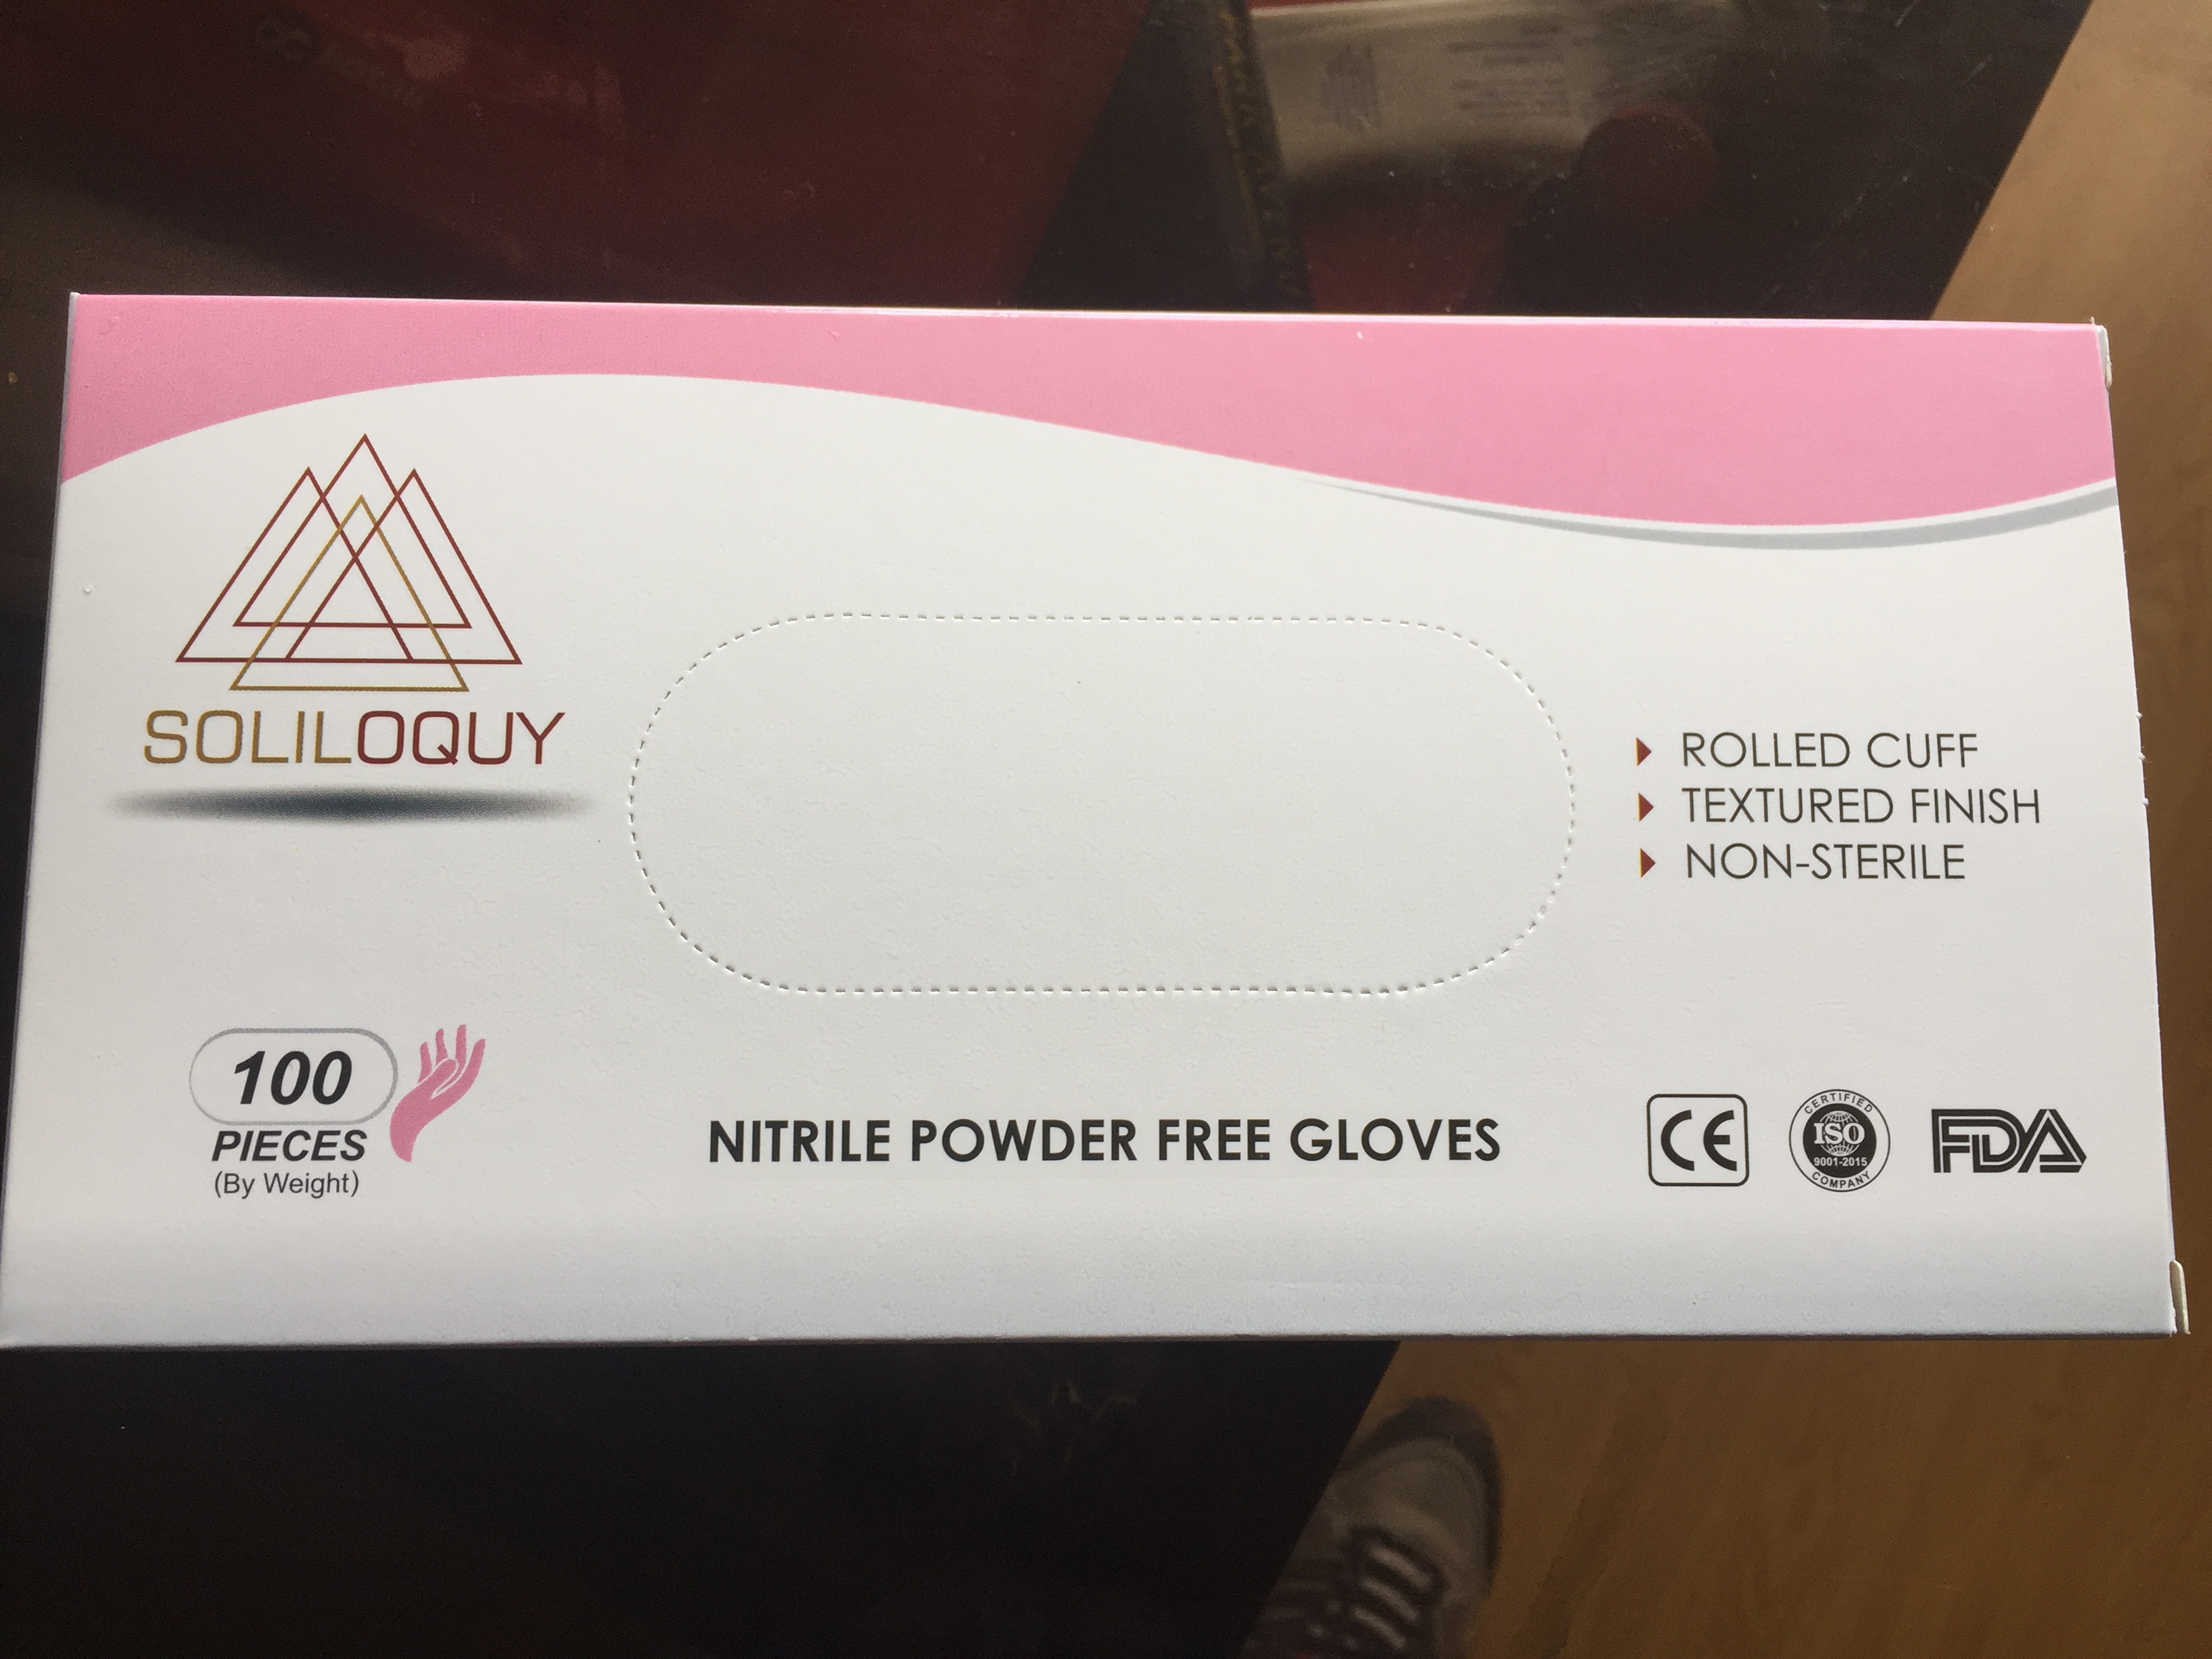 SOLILOQUY
ROLLED CUFF
TEXTURED FINISH
NON-STERILE
100
PIECES
(By Weight)
NITRILE POWDER FREE GLOVES
CE
CERTIFIED
ISO
9001-2015
COMPANY
FDA